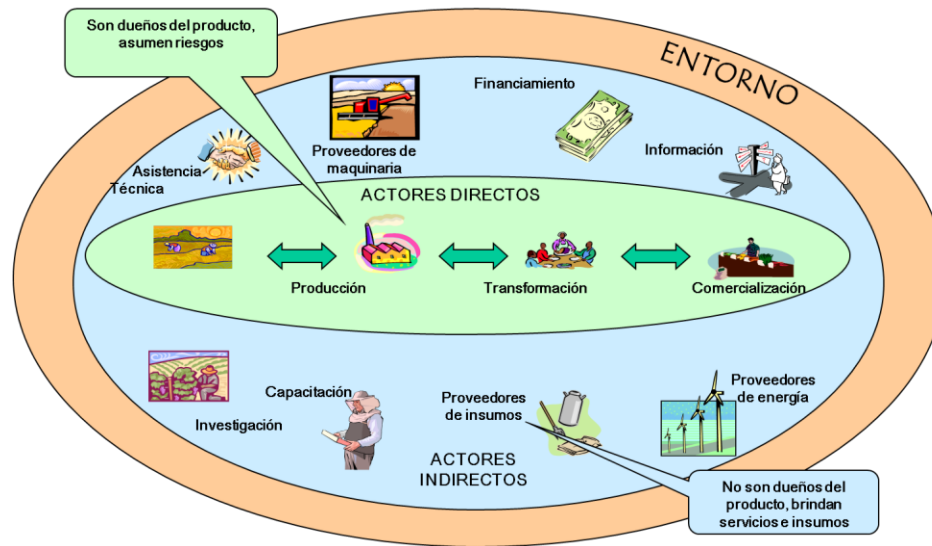 Son dueños del producto,
asumen riesgos
ENTORNO
Financiamiento
Proveedores de
maquinaria
Información
Asistencia
Técnica
ACTORES DIRECTOS
Producción
Transformación
Comercialización
Capacitación
Investigación
Proveedores
de insumos
Proveedores
de energía
ACTORES
INDIRECTOS
No son dueños del
producto, brindan
servicios e insumos